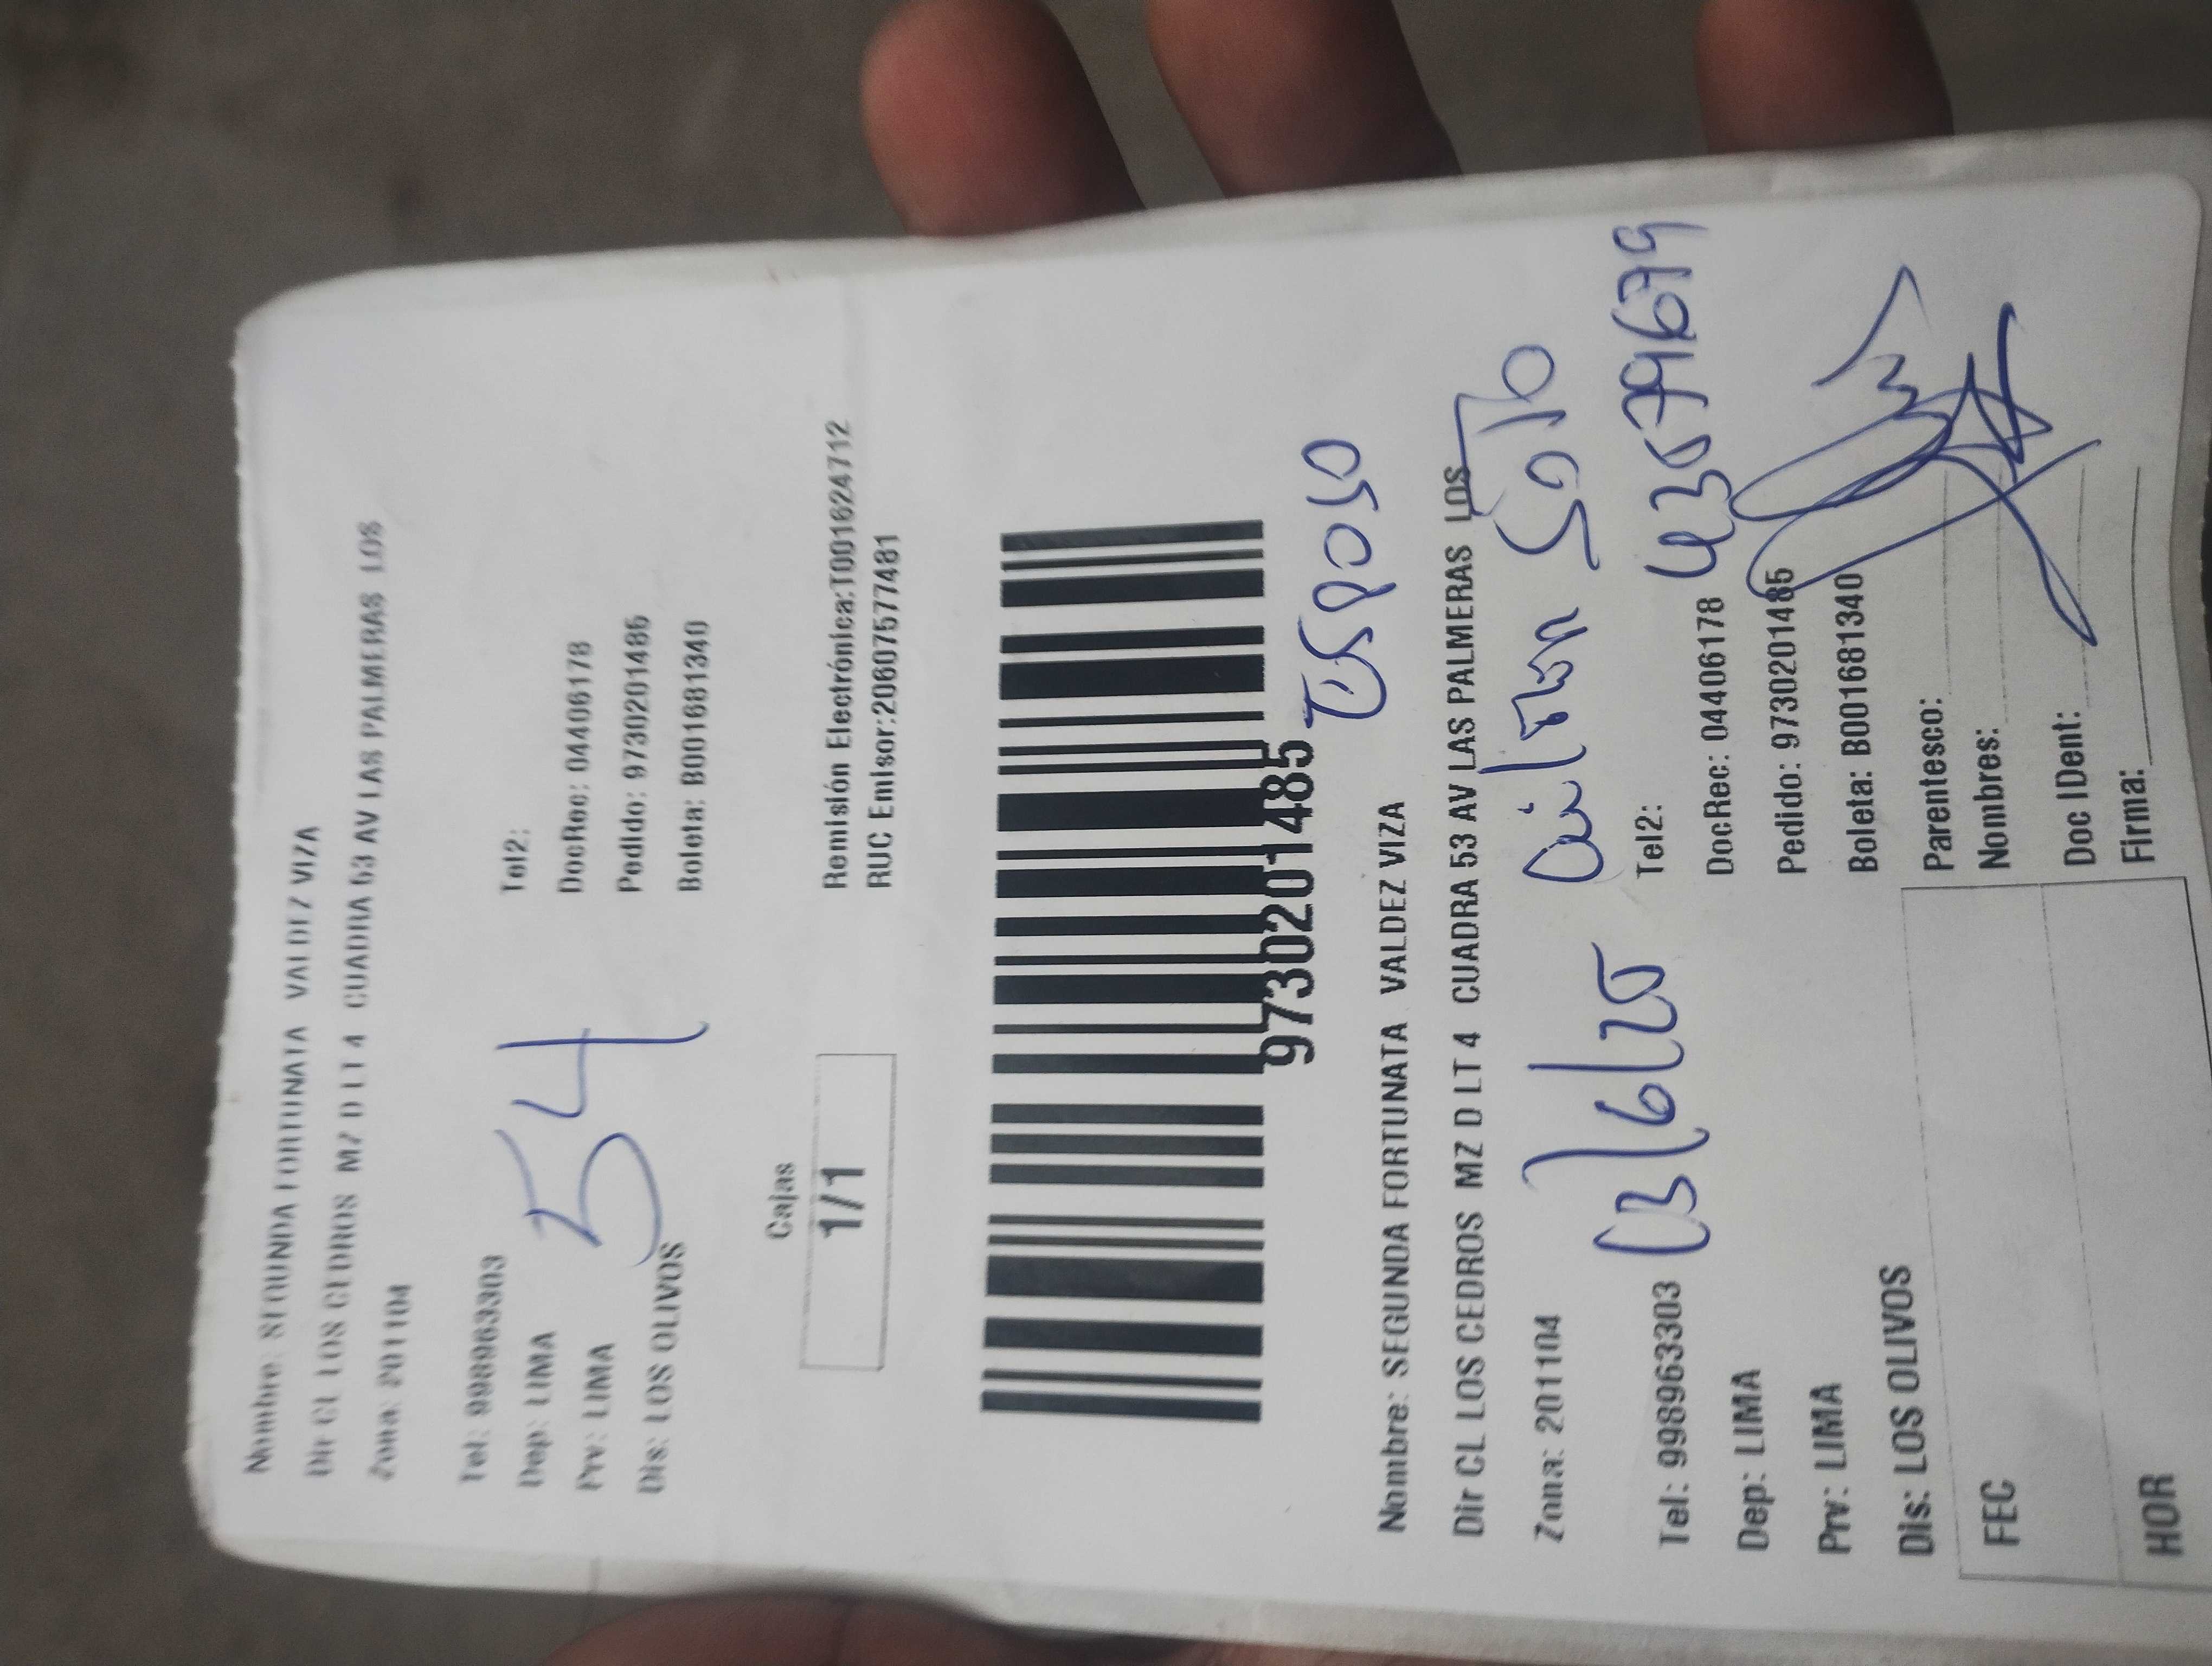 Nombre: SEGUNDA FORTUNATA VALDEZ VIZA
Dir CL LOS CEDROS MZ D LT 4 CUADRA 53 AV LAS PALMERAS LOS
Zona: 201104
Tel: 998963303 Tel2:
Dep: LIMA DocRec: 04406178
Prv: LIMA Pedido: 9730201485
Dis: LOS OLIVOS Boleta: B001681340
54
Cajas
1/1
Remisión Electrónica:T001624712
RUC Emisor:20607577481
9730201485
Esposo
Nombre: SEGUNDA FORTUNATA VALDEZ VIZA
Dir CL LOS CEDROS MZ D LT 4 CUADRA 53 AV LAS PALMERAS LOS
Zona: 201104
Soto
Tel: 998963303 Tel2:
Dep: LIMA DocRec: 04406178
Prv: LIMA Pedido: 9730201485
Dis: LOS OLIVOS Boleta: B001681340
FEC
HOR
Parentesco:
Nombres:
Doc IDent:
Firma: